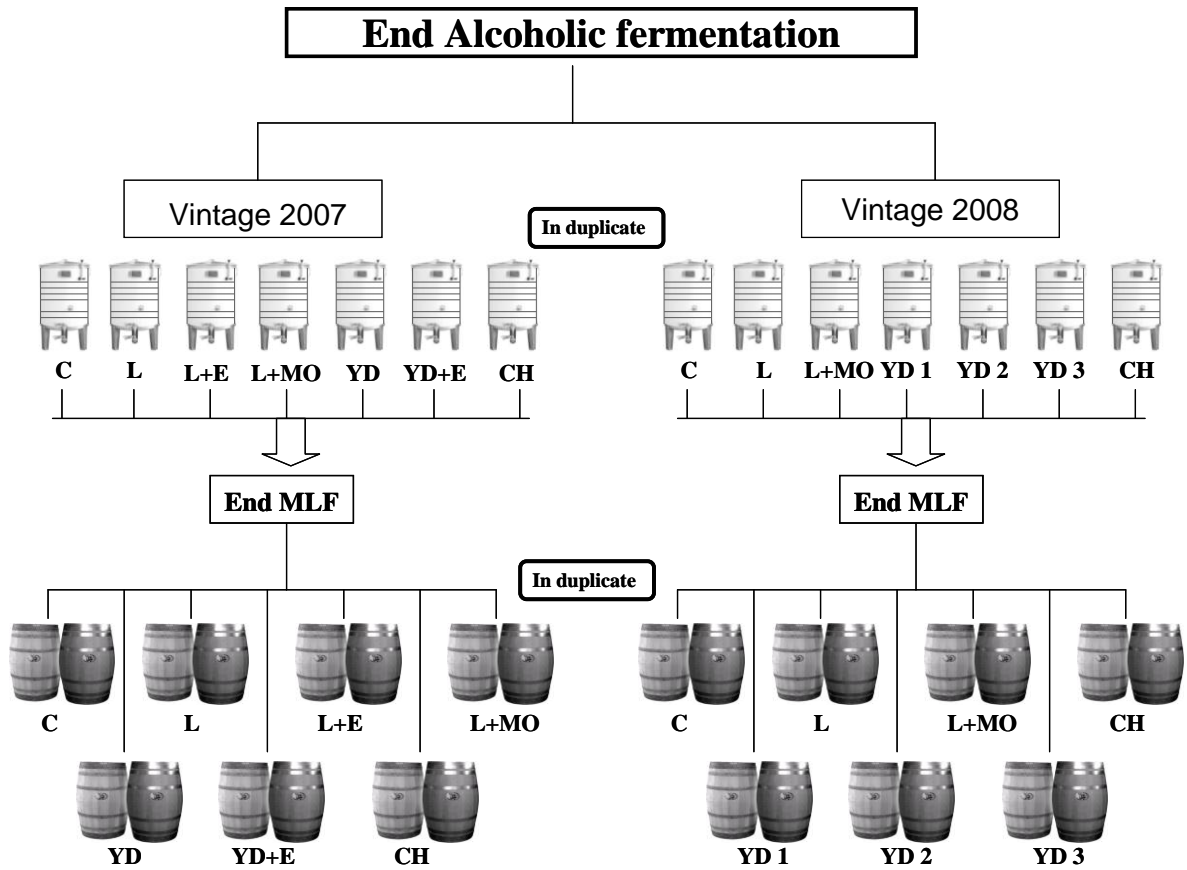 End Alcoholic fermentation
Vintage 2007
Vintage 2008
In duplicate
C L L+E L+MO YD YD+E CH
C L L+MO YD 1 YD 2 YD 3 CH
End MLF
End MLF
In duplicate
C L L+E L+MO
C L L+MO CH
YD YD+E CH
YD 1 YD 2 YD 3